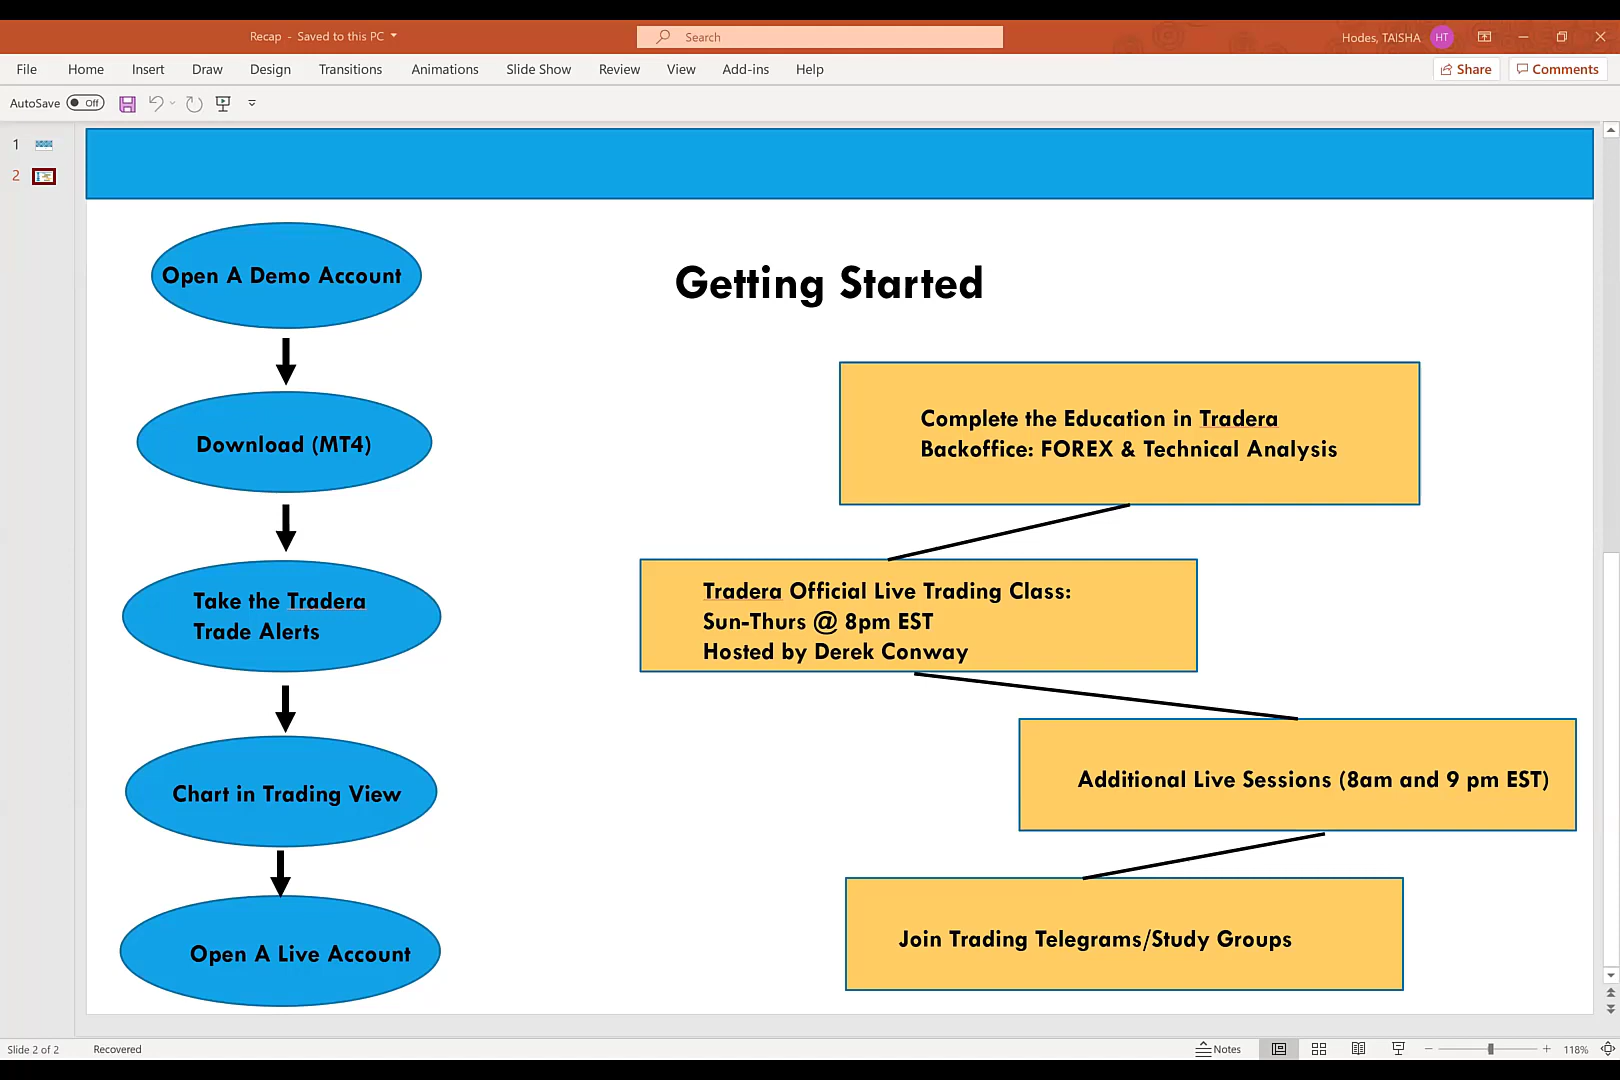 Recap - Saved to this PC
Search
Hodes, TAISHA
HT
File
Home
Insert
Draw
Design
Transitions
Animations
Slide Show
Review
View
Add-ins
Help
Share
Comments
AutoSave
Off
1
2
Open A Demo Account
Download (MT4)
Take the Tradera
Trade Alerts
Chart in Trading View
Open A Live Account
Getting Started
Complete the Education in Tradera
Backoffice: FOREX & Technical Analysis
Tradera Official Live Trading Class:
Sun-Thurs @ 8pm EST
Hosted by Derek Conway
Additional Live Sessions (8am and 9 pm EST)
Join Trading Telegrams/Study Groups
Slide 2 of 2
Recovered
Notes
118%